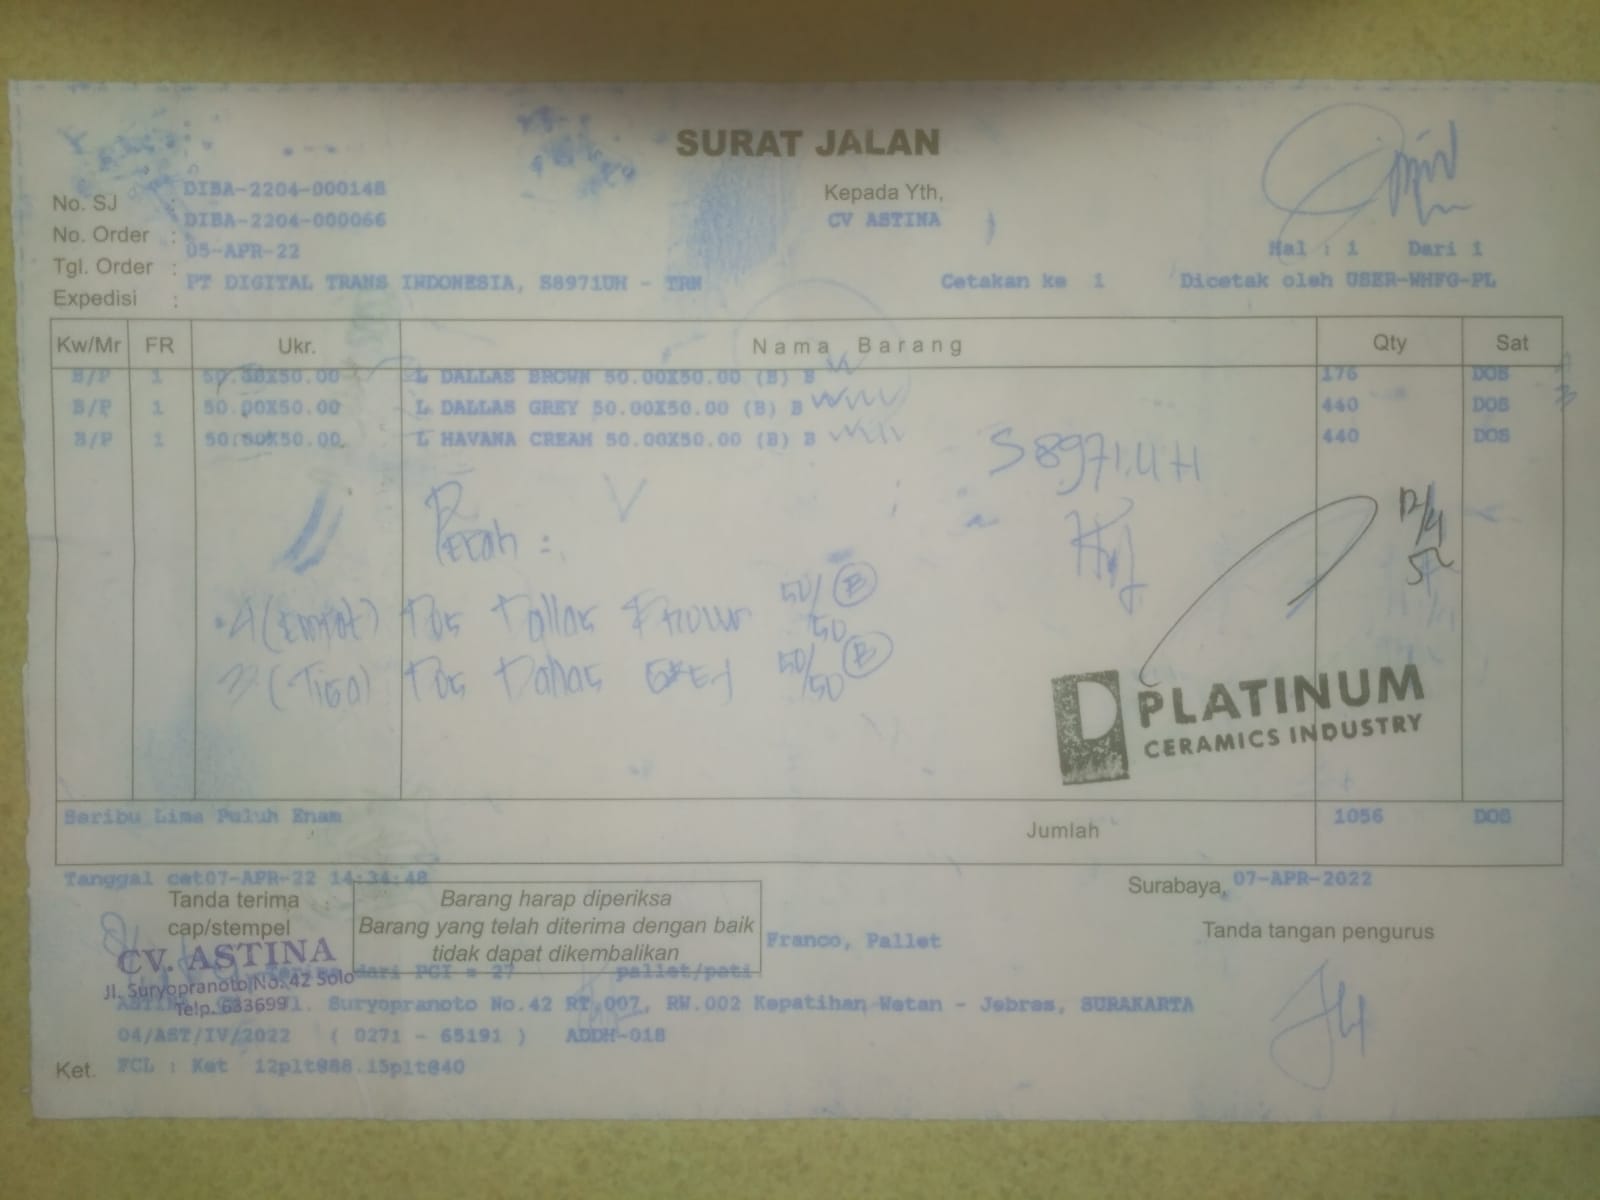 SURAT JALAN
No. SJ : DIBA-2204-000148
No. Order : DIBA-2204-000066
Tgl. Order : 05-APR-22
Expedisi : PT DIGITAL TRANS INDONESIA, S8971UH - TRN
Kepada Yth,
CV ASTINA
Hal : 1 Dari 1
Cetakan ke 1 Dicetak oleh USER-WHFG-PL
Kw/Mr FR Ukr. Nama Barang Qty Sat
B/P 1 50.00X50.00 L DALLAS BROWN 50.00X50.00 (B) B 176 DOS
B/P 1 50.00X50.00 L DALLAS GREY 50.00X50.00 (B) B 440 DOS
B/P 1 50.00X50.00 L HAVANA CREAM 50.00X50.00 (B) B 440 DOS
S8971UH
Pecah :
4 (Empat) Dos Dallas Brown 50/50 B
3 (Tiga) Dos Dallas Grey 50/50 B
12/4
PLATINUM
CERAMICS INDUSTRY
Seribu Lima Puluh Enam Jumlah 1056 DOS
Tanggal cet07-APR-22 14:34:48
Surabaya, 07-APR-2022
Tanda terima
cap/stempel
Barang harap diperiksa
Barang yang telah diterima dengan baik
tidak dapat dikembalikan
Tanda tangan pengurus
Franco, Pallet
CV. ASTINA
Jl. Suryopranoto No. 42 Solo
Telp. 633699
dari PGI = 27 pallet/peti
Suryopranoto No.42 RT.007, RW.002 Kepatihan Wetan - Jebres, SURAKARTA
04/AST/IV/2022 ( 0271 - 65191 ) ADDH-018
Ket. FCL : Ket 12plt@88.15plt@40